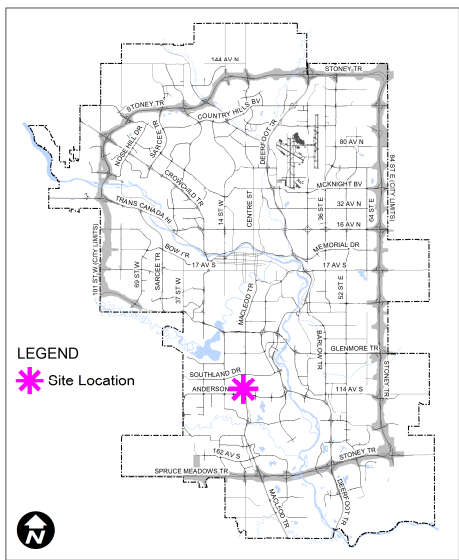 144 AV N
STONEY TR
STONEY TR
COUNTRY HILLS BV
DEERFOOT TR
NOSE HILL DR
SARCEE TR
80 AV N
CROWCHILD TR
MCKNIGHT BV
84 ST E (CITY LIMITS)
14 ST W
CENTRE ST
36 ST E
32 AV N
64 ST E
TRANS CANADA HI
16 AV N
101 ST W (CITY LIMITS)
BOW TR
MEMORIAL DR
17 AV S
17 AV S
69 ST W
SARCEE TR
37 ST W
52 ST E
MACLEOD TR
BARLOW TR
GLENMORE TR
LEGEND
Site Location
SOUTHLAND DR
ANDERSON
114 AV S
STONEY TR
162 AV S
STONEY TR
SPRUCE MEADOWS TR
MACLEOD TR
DEERFOOT TR
N